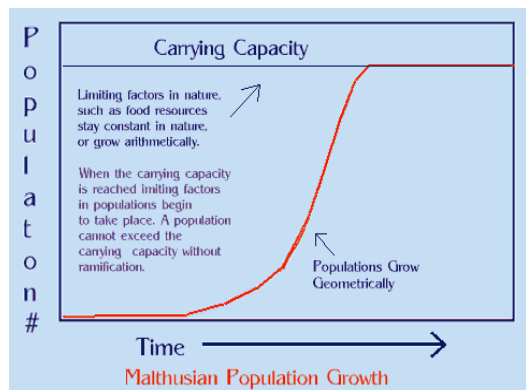 Populaton#
Carrying Capacity
Limiting factors in nature,
such as food resources
stay constant in nature,
or grow arithmetically.
When the carrying capacity
is reached imiting factors
in populations begin
to take place. A population
cannot exceed the
carrying capacity without
ramification.
Populations Grow
Geometrically
Time
Malthusian Population Growth